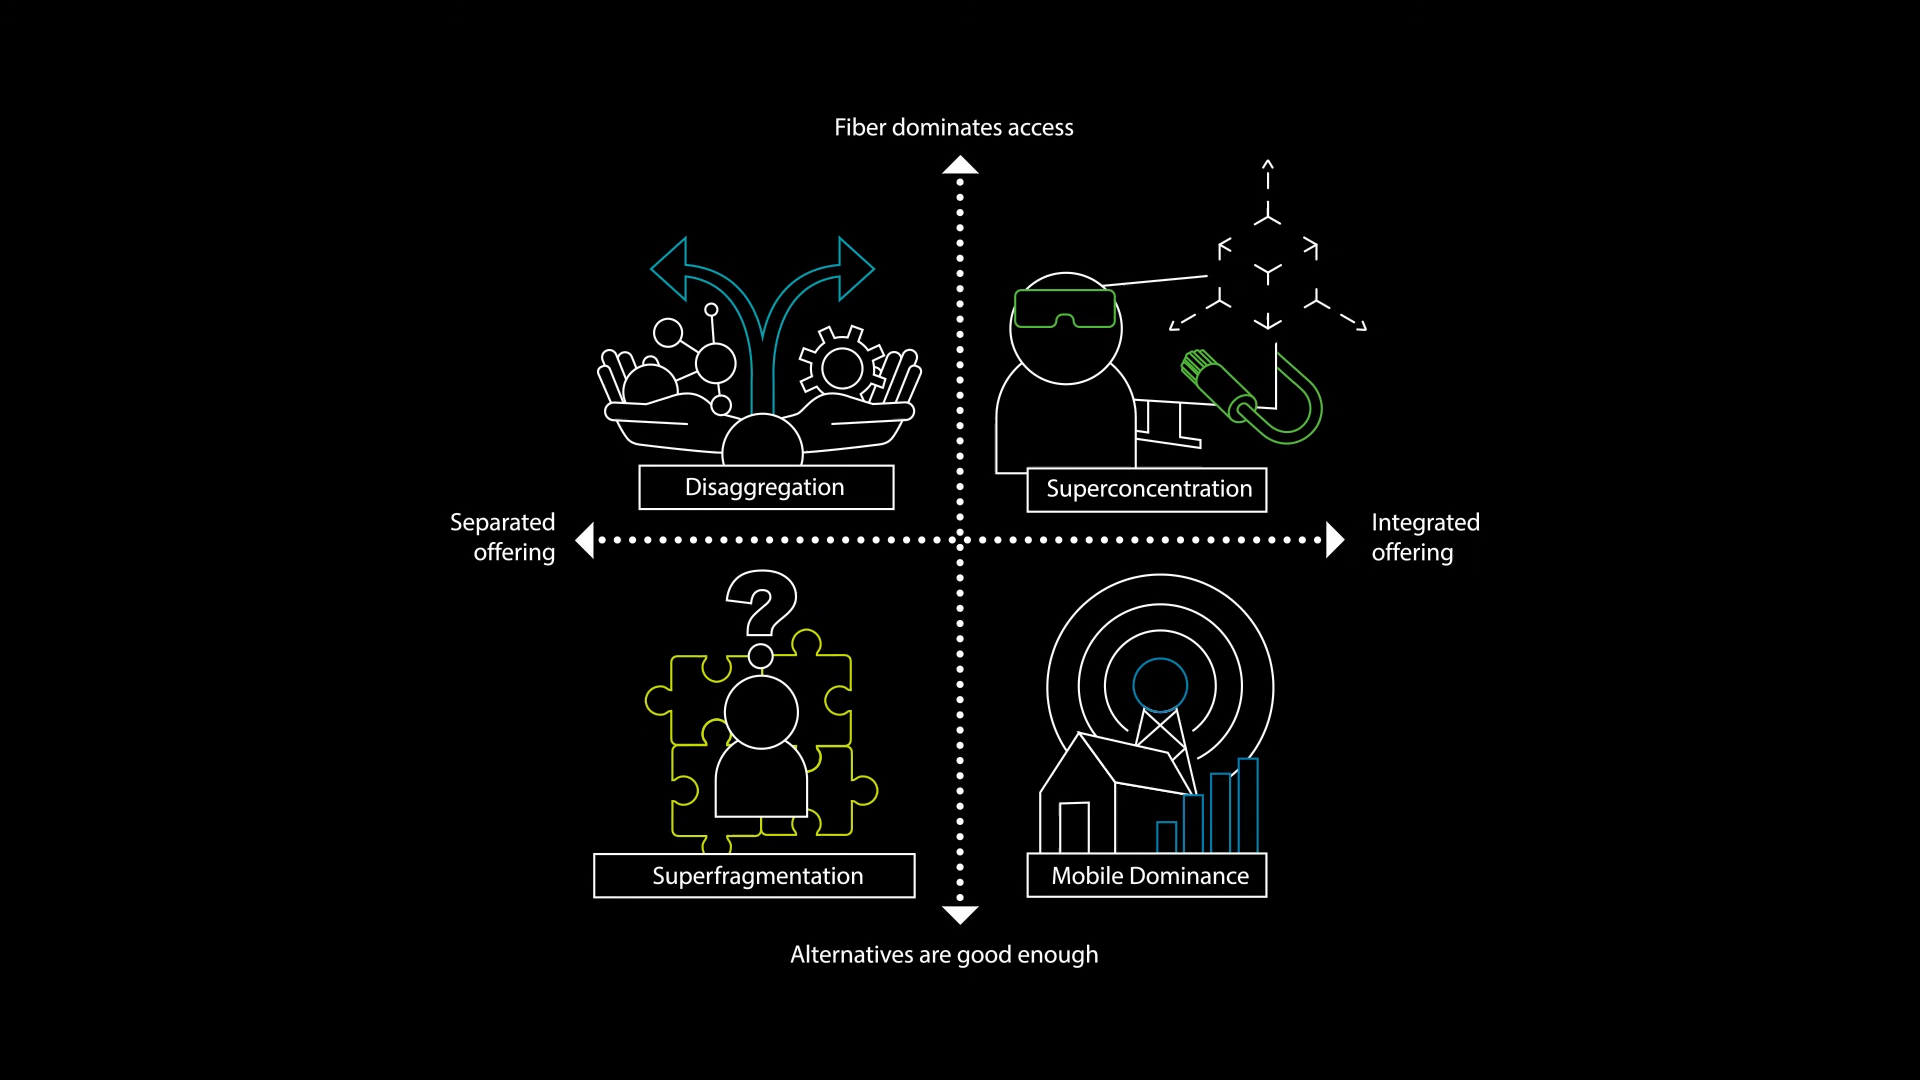 Fiber dominates access
Disaggregation
Superconcentration
Separated
offering
Integrated
offering
?
Superfragmentation
Mobile Dominance
Alternatives are good enough